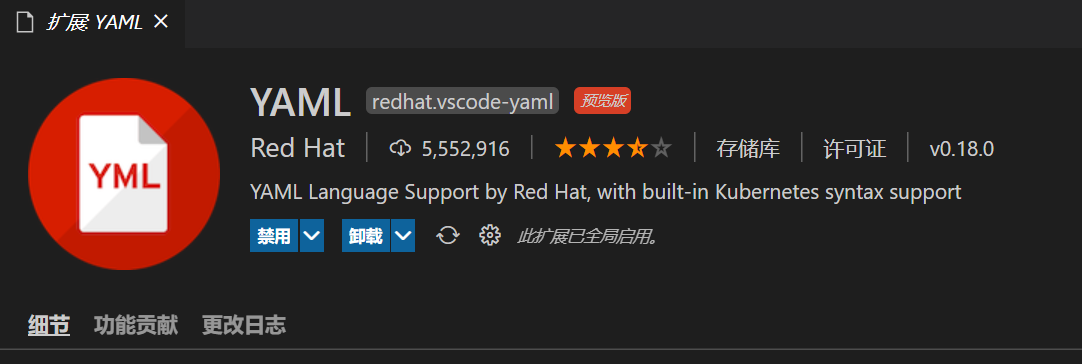 扩展: YAML
YML
YAML redhat.vscode-yaml 预览版
Red Hat 5,552,916 存储库 许可证 v0.18.0
YAML Language Support by Red Hat, with built-in Kubernetes syntax support
禁用 卸载 此扩展已全局启用。
细节 功能贡献 更改日志